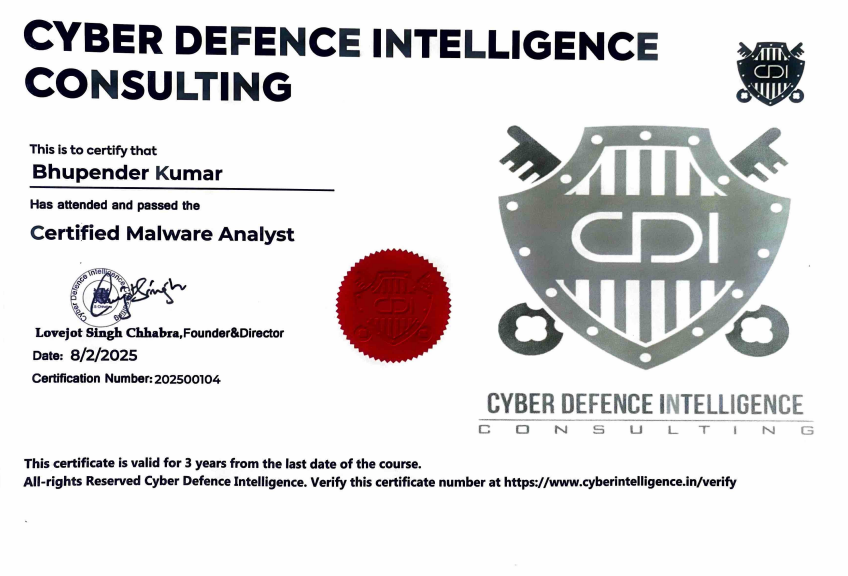 CYBER DEFENCE INTELLIGENCE
CONSULTING
CDI
This is to certify that
Bhupender Kumar
Has attended and passed the
Certified Malware Analyst
CDI
Cyber Defence Intelligence
CDI
Lovejot Singh Chhabra,Founder&Director
Date: 8/2/2025
Certification Number:202500104
CYBER DEFENCE INTELLIGENCE
CONSULTING
This certificate is valid for 3 years from the last date of the course.
All-rights Reserved Cyber Defence Intelligence. Verify this certificate number at https://www.cyberintelligence.in/verify